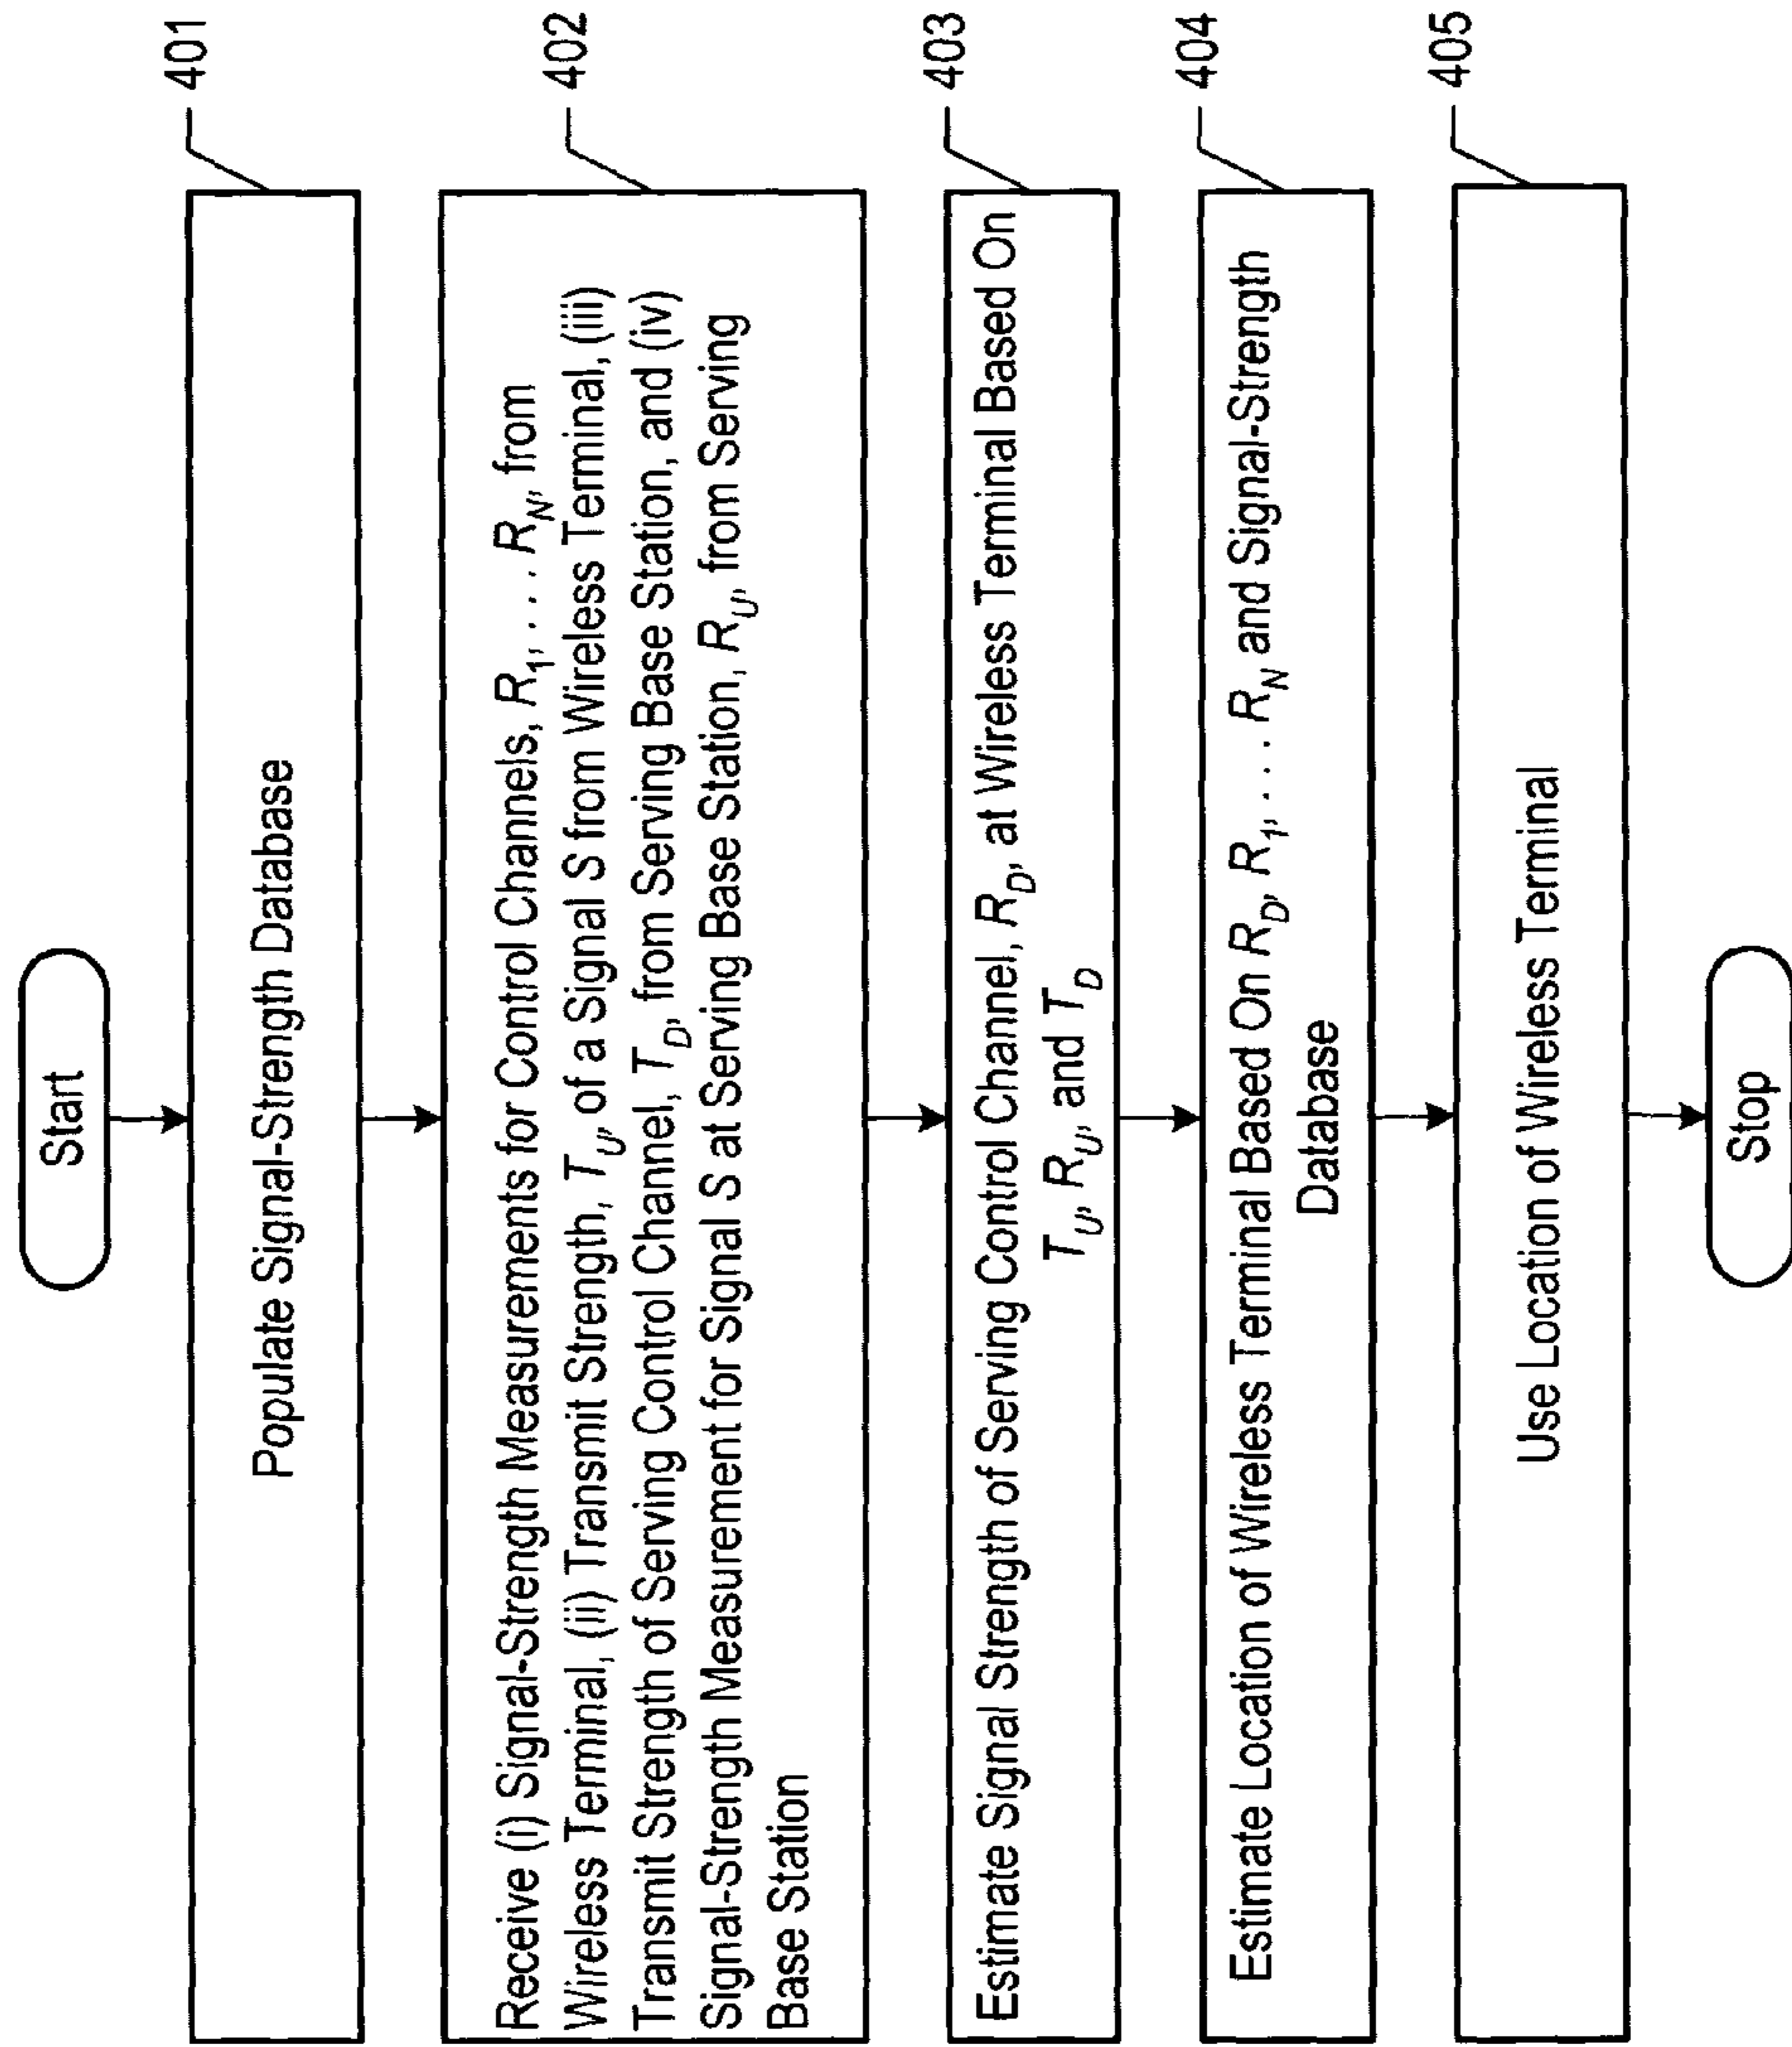 Start
Populate Signal-Strength Database
401
Receive (i) Signal-Strength Measurements for Control Channels, R1, . . . . RN, from
Wireless Terminal, (ii) Transmit Strength, TU, of a Signal S from Wireless Terminal, (iii)
Transmit Strength of Serving Control Channel, TD, from Serving Base Station, and (iv)
Signal-Strength Measurement for Signal S at Serving Base Station, RU, from Serving
Base Station
402
Estimate Signal Strength of Serving Control Channel, RD, at Wireless Terminal Based On
TU, RU, and TD
403
Estimate Location of Wireless Terminal Based On RD, R1, . . . RN and Signal-Strength
Database
404
Use Location of Wireless Terminal
405
Stop